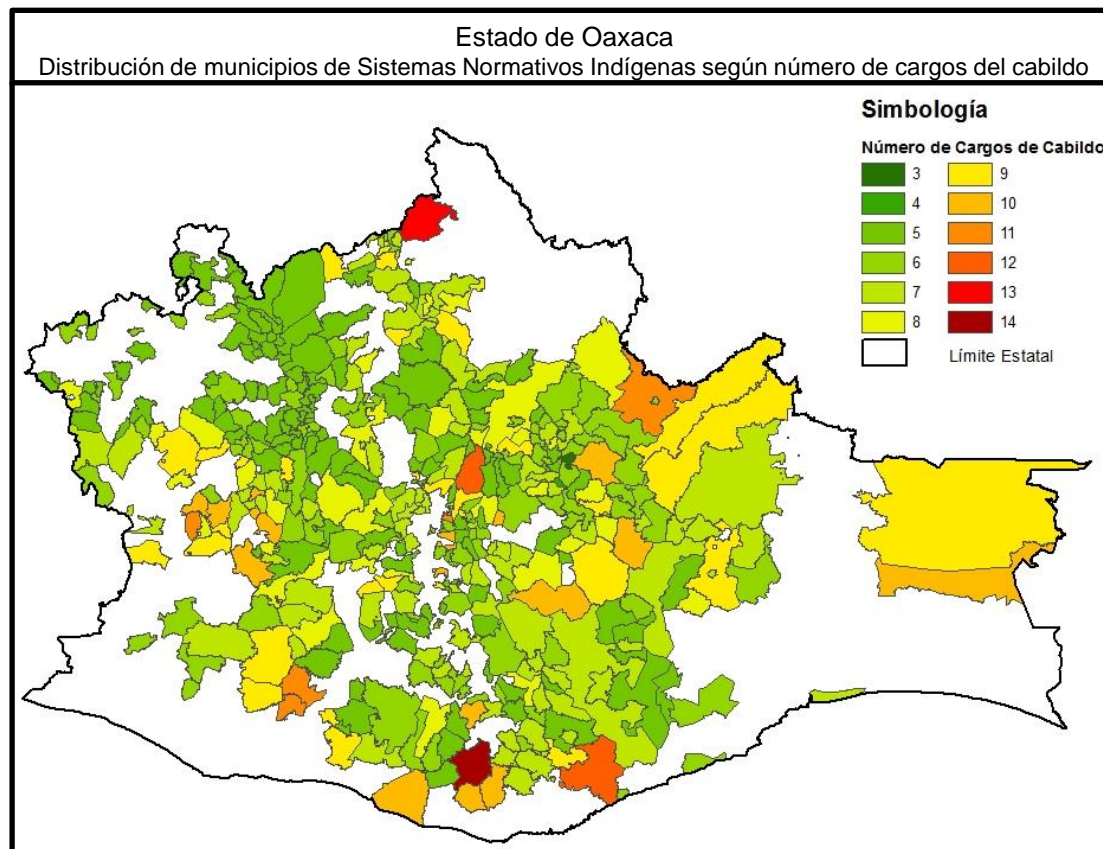 Estado de Oaxaca
Distribución de municipios de Sistemas Normativos Indígenas según número de cargos del cabildo
Simbología
Número de Cargos de Cabildo
3 9
4 10
5 11
6 12
7 13
8 14
Límite Estatal